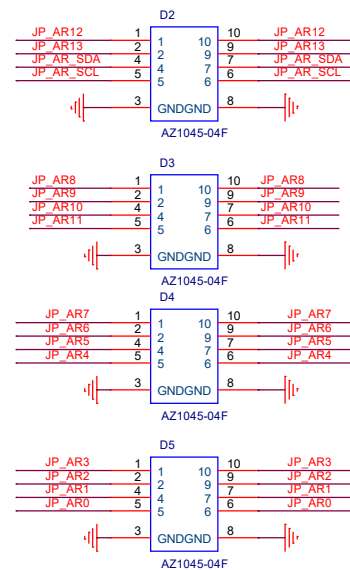 D2
JP_AR12 1 1 10 10 JP_AR12
JP_AR13 2 2 9 9 JP_AR13
JP_AR_SDA 4 4 7 7 JP_AR_SDA
JP_AR_SCL 5 5 6 6 JP_AR_SCL
3 GNDGND 8
AZ1045-04F
D3
JP_AR8 1 1 10 10 JP_AR8
JP_AR9 2 2 9 9 JP_AR9
JP_AR10 4 4 7 7 JP_AR10
JP_AR11 5 5 6 6 JP_AR11
3 GNDGND 8
AZ1045-04F
D4
JP_AR7 1 1 10 10 JP_AR7
JP_AR6 2 2 9 9 JP_AR6
JP_AR5 4 4 7 7 JP_AR5
JP_AR4 5 5 6 6 JP_AR4
3 GNDGND 8
AZ1045-04F
D5
JP_AR3 1 1 10 10 JP_AR3
JP_AR2 2 2 9 9 JP_AR2
JP_AR1 4 4 7 7 JP_AR1
JP_AR0 5 5 6 6 JP_AR0
3 GNDGND 8
AZ1045-04F